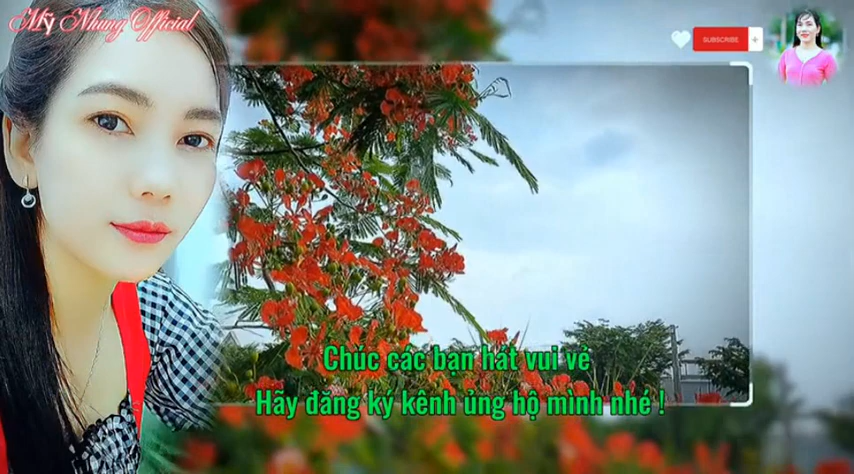 Mỹ Nhung Official
SUBSCRIBE
Chúc các bạn hát vui vẻ
Hãy đăng ký kênh ủng hộ mình nhé !